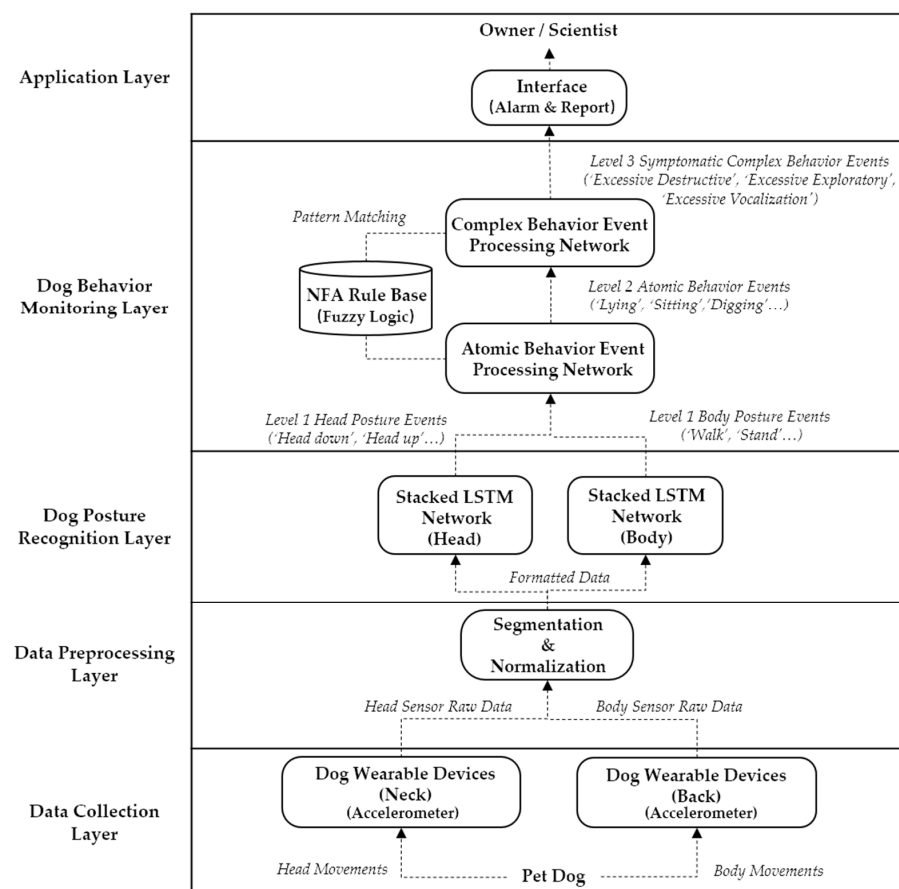 Owner / Scientist
Application Layer
Interface
(Alarm & Report)
Level 3 Symptomatic Complex Behavior Events
(‘Excessive Destructive’, ‘Excessive Exploratory’,
‘Excessive Vocalization’)
Pattern Matching
Complex Behavior Event
Processing Network
Dog Behavior
Monitoring Layer
NFA Rule Base
(Fuzzy Logic)
Level 2 Atomic Behavior Events
(‘Lying’, ‘Sitting’,‘Digging’…)
Atomic Behavior Event
Processing Network
Level 1 Head Posture Events
(‘Head down’, ‘Head up’…)
Level 1 Body Posture Events
(‘Walk’, ‘Stand’…)
Dog Posture
Recognition Layer
Stacked LSTM
Network
(Head)
Stacked LSTM
Network
(Body)
Formatted Data
Data Preprocessing
Layer
Segmentation
&
Normalization
Head Sensor Raw Data
Body Sensor Raw Data
Data Collection
Layer
Dog Wearable Devices
(Neck)
(Accelerometer)
Dog Wearable Devices
(Back)
(Accelerometer)
Head Movements
Pet Dog
Body Movements